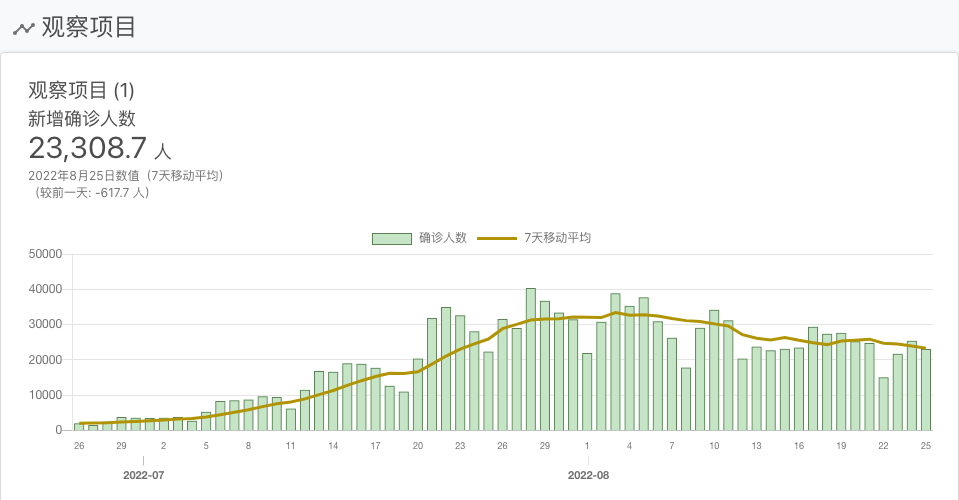 观察项目
观察项目 (1)
新增确诊人数
23,308.7 人
2022年8月25日数值（7天移动平均）
（较前一天: -617.7 人）
确诊人数 7天移动平均
50000
40000
30000
20000
10000
0
26 29 2 5 8 11 14 17 20 23 26 29 1 4 7 10 13 16 19 22 25
2022-07 2022-08